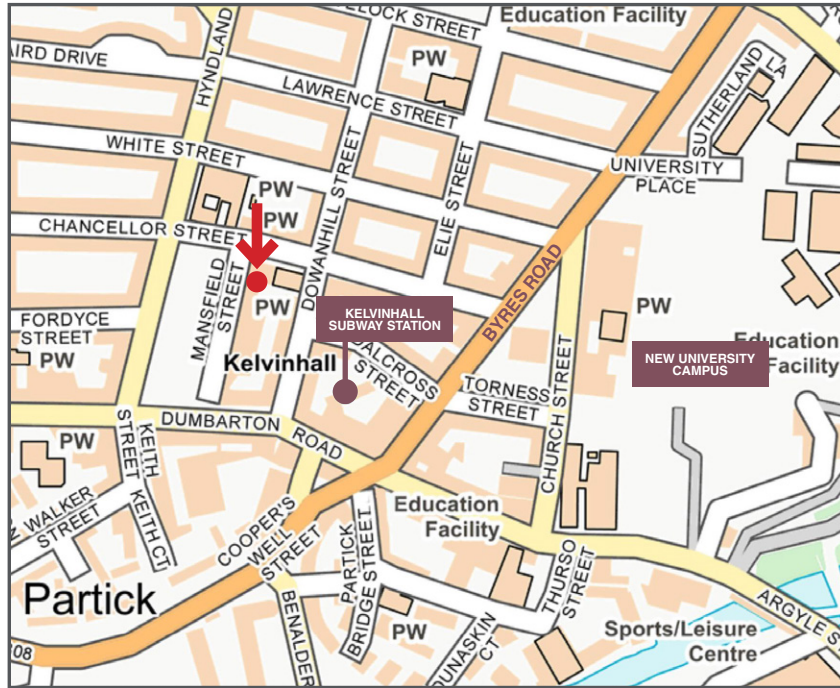 LOCK STREET
Education Facility
AIRD DRIVE
HYNDLAND
PW
LAWRENCE STREET
SUTHERLAND
LA
WHITE STREET
DOWANHILL STREET
ELIE STREET
UNIVERSITY
PLACE
PW
PW
CHANCELLOR STREET
MANSFIELD
STREET
BYRES ROAD
PW
KELVINHALL
SUBWAY STATION
PW
FORDYCE
STREET
PW
Kelvinhall
DALCROSS
STREET
Education
Facility
NEW UNIVERSITY
CAMPUS
TORNESS
STREET
CHURCH STREET
DUMBARTON
ROAD
KEITH
STREET
KEITH CT
PW
WALKER
STREET
COOPER'S
WELL
STREET
Education
Facility
PARTICK
BRIDGE STREET
THURSO
STREET
Partick
BENALDER
PW
DUNASKIN
CT
ARGYLE S
Sports/Leisure
Centre